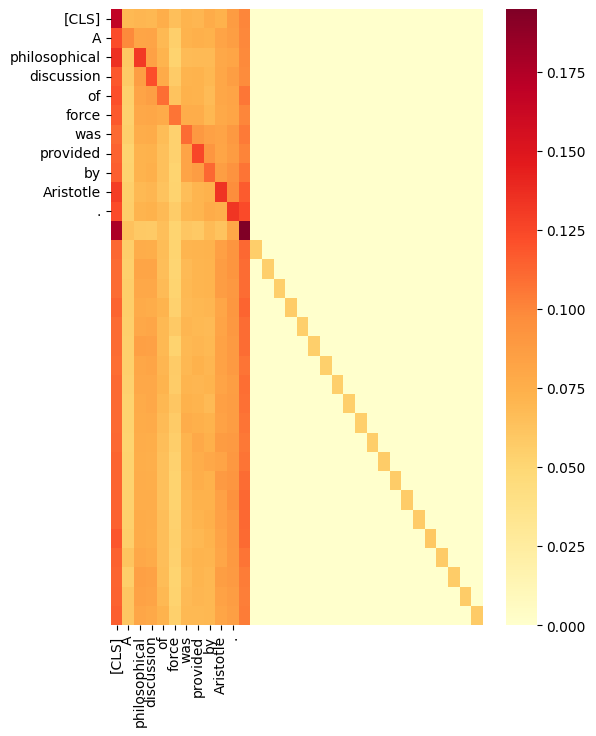 [CLS]
A
philosophical
discussion
of
force
was
provided
by
Aristotle
.
0.175
0.150
0.125
0.100
0.075
0.050
0.025
0.000
[CLS]
A
philosophical
discussion
of
force
was
provided
by
Aristotle
.